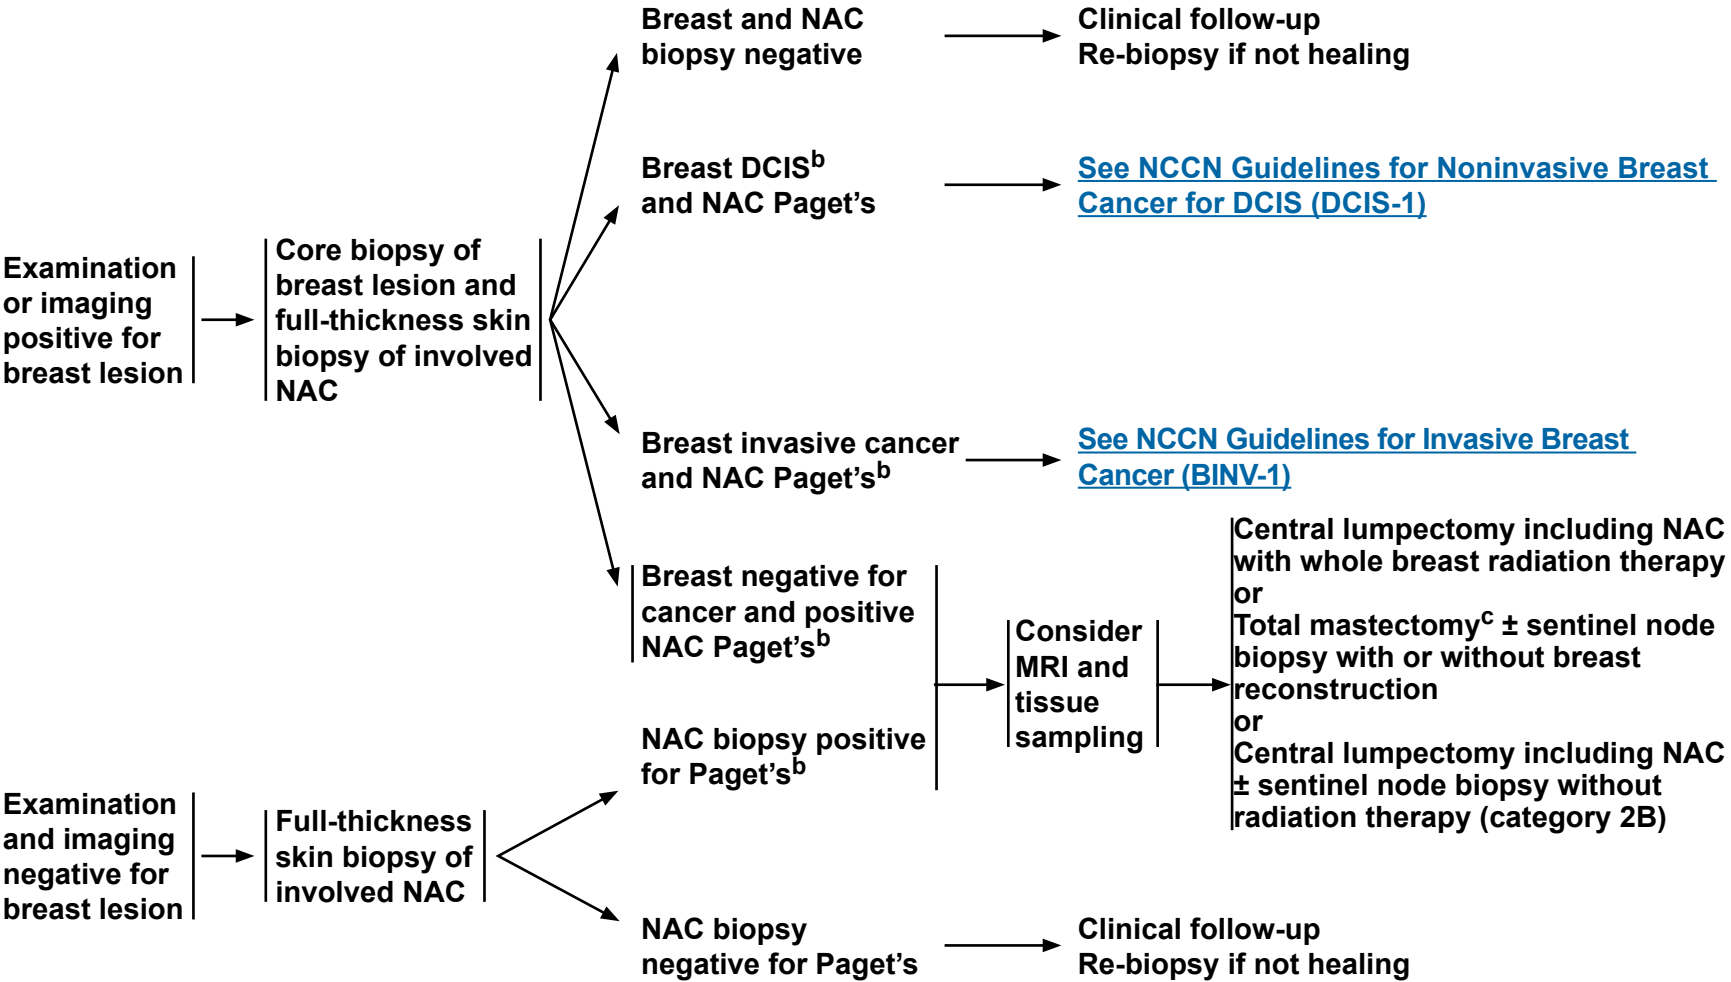 Examination
or imaging
positive for
breast lesion
Core biopsy of
breast lesion and
full-thickness skin
biopsy of involved
NAC
Breast and NAC
biopsy negative
Clinical follow-up
Re-biopsy if not healing
Breast DCISᵇ
and NAC Paget’s
See NCCN Guidelines for Noninvasive Breast
Cancer for DCIS (DCIS-1)
Breast invasive cancer
and NAC Paget’sᵇ
See NCCN Guidelines for Invasive Breast
Cancer (BINV-1)
Breast negative for
cancer and positive
NAC Paget’sᵇ
Examination
and imaging
negative for
breast lesion
Full-thickness
skin biopsy of
involved NAC
NAC biopsy positive
for Paget’sᵇ
Consider
MRI and
tissue
sampling
Central lumpectomy including NAC
with whole breast radiation therapy
or
Total mastectomyᶜ ± sentinel node
biopsy with or without breast
reconstruction
or
Central lumpectomy including NAC
± sentinel node biopsy without
radiation therapy (category 2B)
NAC biopsy
negative for Paget’s
Clinical follow-up
Re-biopsy if not healing